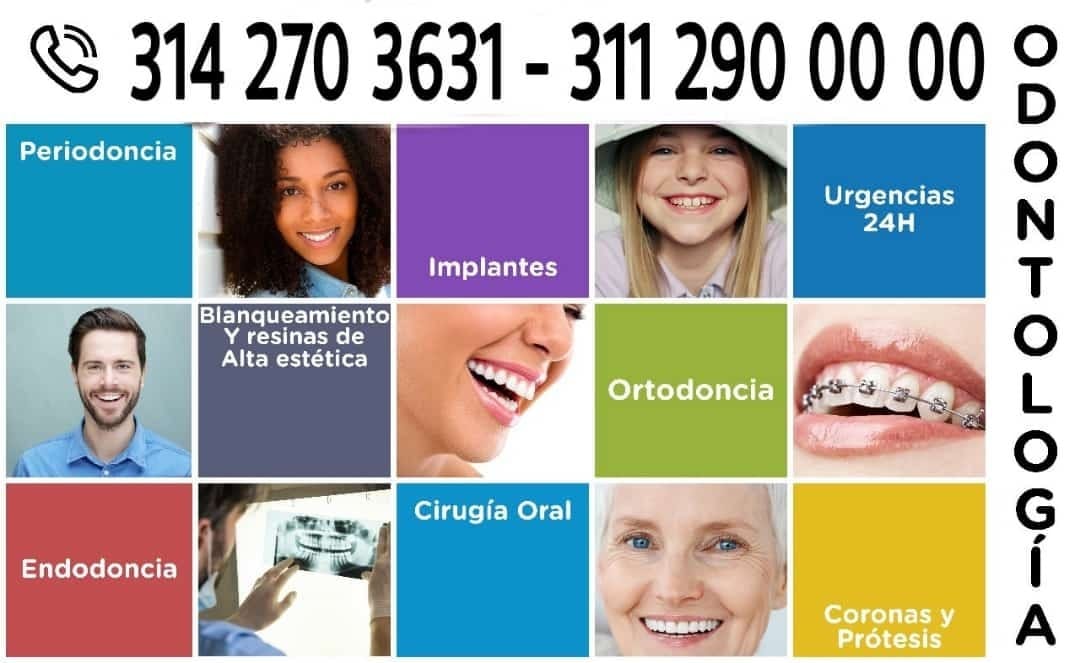 314 270 3631 - 311 290 00 00
ODONTOLOGÍA
Periodoncia
Implantes
Urgencias
24H
Blanqueamiento
Y resinas de
Alta estética
Ortodoncia
Endodoncia
Cirugía Oral
Coronas y
Prótesis